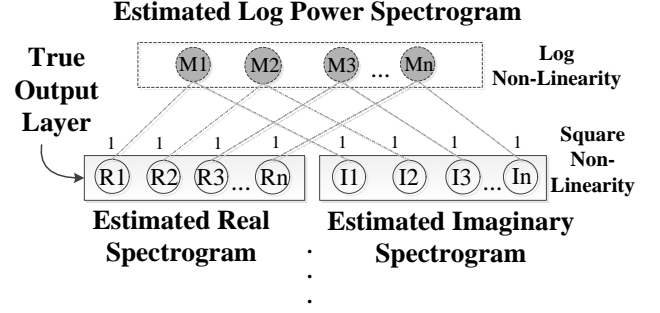 Estimated Log Power Spectrogram
True
Output
Layer
M1 M2 M3 ... Mn
Log
Non-Linearity
1 1 1 1 1 1 1 1
Square
Non-
Linearity
R1 R2 R3 ... Rn I1 I2 I3 ... In
Estimated Real
Spectrogram
Estimated Imaginary
Spectrogram
.
.
.